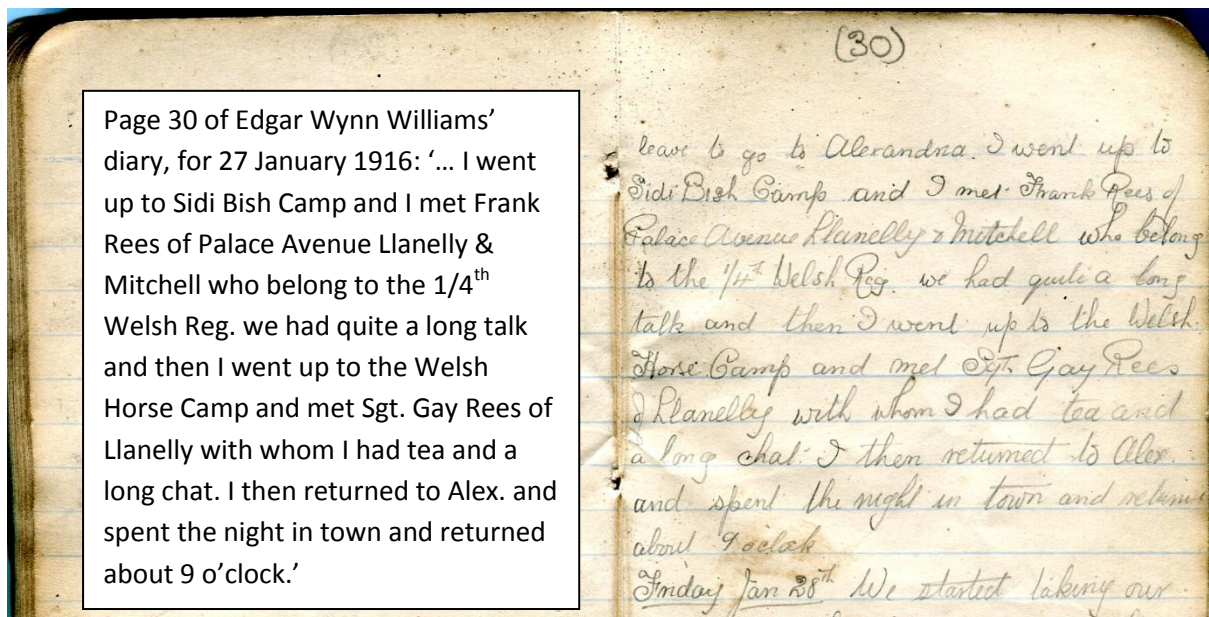 Page 30 of Edgar Wynn Williams’
diary, for 27 January 1916: ‘… I went
up to Sidi Bish Camp and I met Frank
Rees of Palace Avenue Llanelly &
Mitchell who belong to the 1/4th
Welsh Reg. we had quite a long talk
and then I went up to the Welsh
Horse Camp and met Sgt. Gay Rees of
Llanelly with whom I had tea and a
long chat. I then returned to Alex. and
spent the night in town and returned
about 9 o’clock.’
(30)
leave to go to Alexandria. I went up to
Sidi Bish Camp and I met Frank Rees of
Palace Avenue Llanelly & Mitchell who belong
to the 1/4th Welsh Reg. we had quite a long
talk and then I went up to the Welsh
Horse Camp and met Sgt. Gay Rees
of Llanelly with whom I had tea and
a long chat. I then returned to Alex.
and spent the night in town and
about 9 oclock
Friday Jan 28th We started taking our